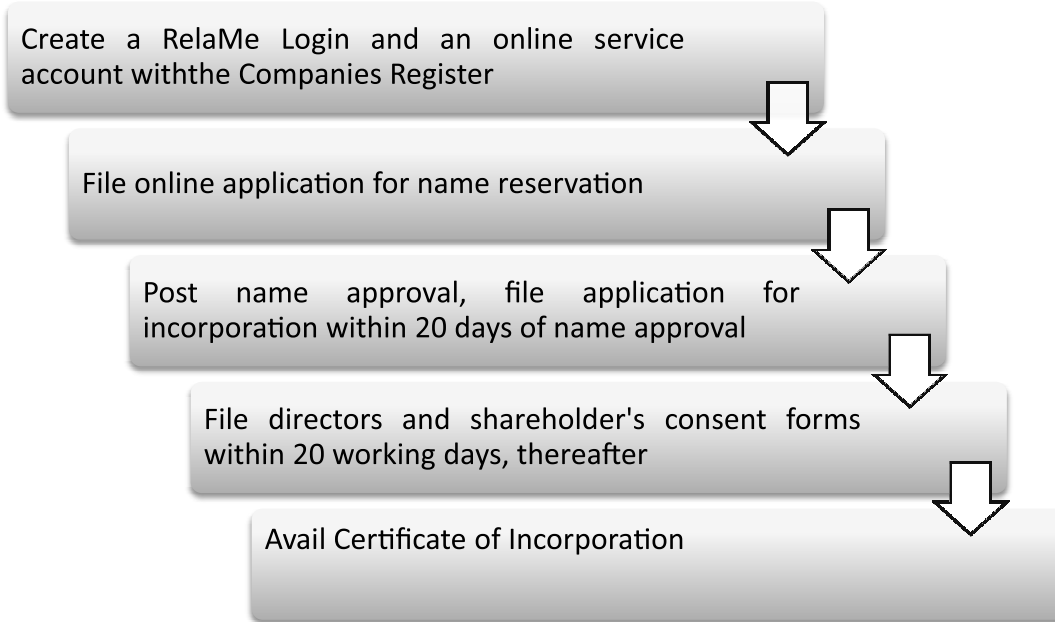 Create a RelaMe Login and an online service
account withthe Companies Register
File online application for name reservation
Post name approval, file application for
incorporation within 20 days of name approval
File directors and shareholder's consent forms
within 20 working days, thereafter
Avail Certificate of Incorporation